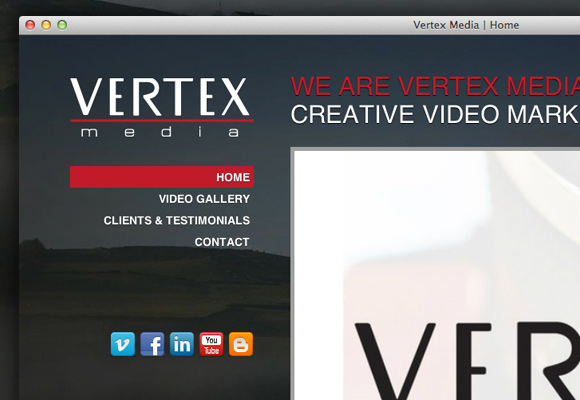 Vertex Media | Home
VERTEX
media
WE ARE VERTEX MEDIA
CREATIVE VIDEO MARK
HOME
VIDEO GALLERY
CLIENTS & TESTIMONIALS
CONTACT
You
Tube
VER